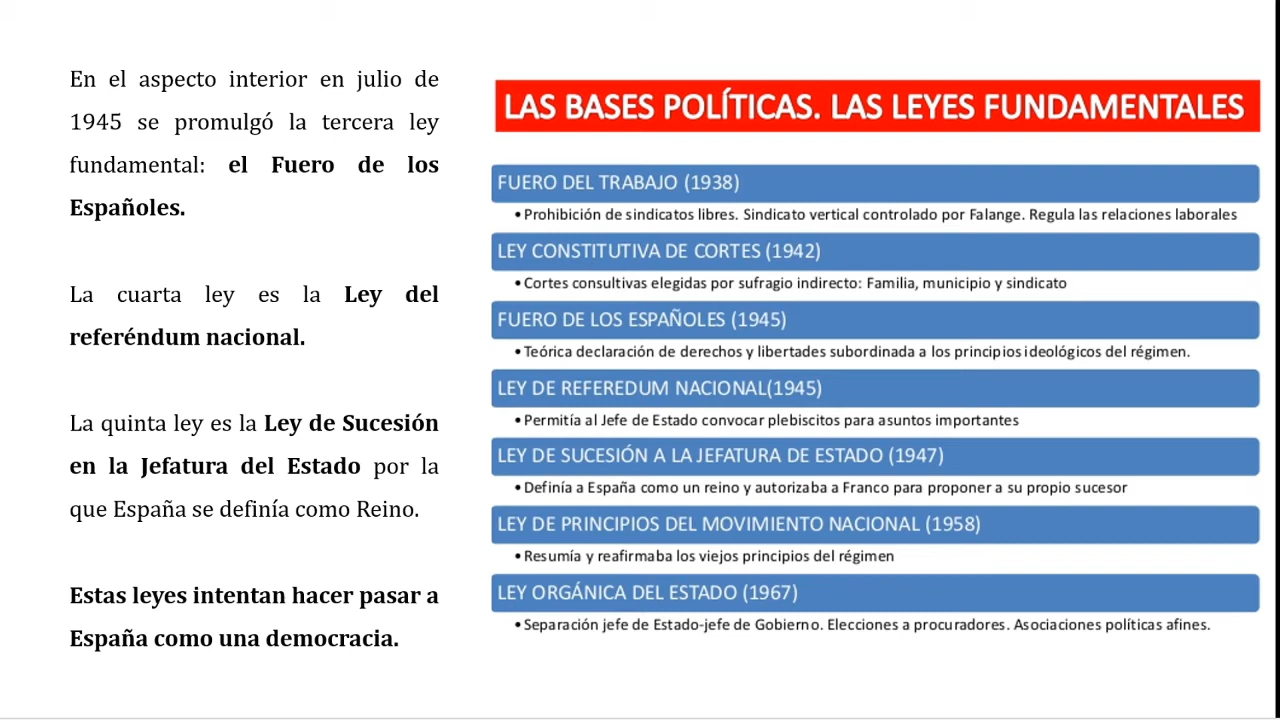 En el aspecto interior en julio de
1945 se promulgó la tercera ley
fundamental: el Fuero de los
Españoles.
La cuarta ley es la Ley del
referéndum nacional.
La quinta ley es la Ley de Sucesión
en la Jefatura del Estado por la
que España se definía como Reino.
Estas leyes intentan hacer pasar a
España como una democracia.
LAS BASES POLÍTICAS. LAS LEYES FUNDAMENTALES
FUERO DEL TRABAJO (1938)
•Prohibición de sindicatos libres. Sindicato vertical controlado por Falange. Regula las relaciones laborales
LEY CONSTITUTIVA DE CORTES (1942)
•Cortes consultivas elegidas por sufragio indirecto: Familia, municipio y sindicato
FUERO DE LOS ESPAÑOLES (1945)
•Teórica declaración de derechos y libertades subordinada a los principios ideológicos del régimen.
LEY DE REFEREDUM NACIONAL(1945)
•Permitía al Jefe de Estado convocar plebiscitos para asuntos importantes
LEY DE SUCESIÓN A LA JEFATURA DE ESTADO (1947)
•Definía a España como un reino y autorizaba a Franco para proponer a su propio sucesor
LEY DE PRINCIPIOS DEL MOVIMIENTO NACIONAL (1958)
•Resumía y reafirmaba los viejos principios del régimen
LEY ORGÁNICA DEL ESTADO (1967)
•Separación jefe de Estado-jefe de Gobierno. Elecciones a procuradores. Asociaciones políticas afines.